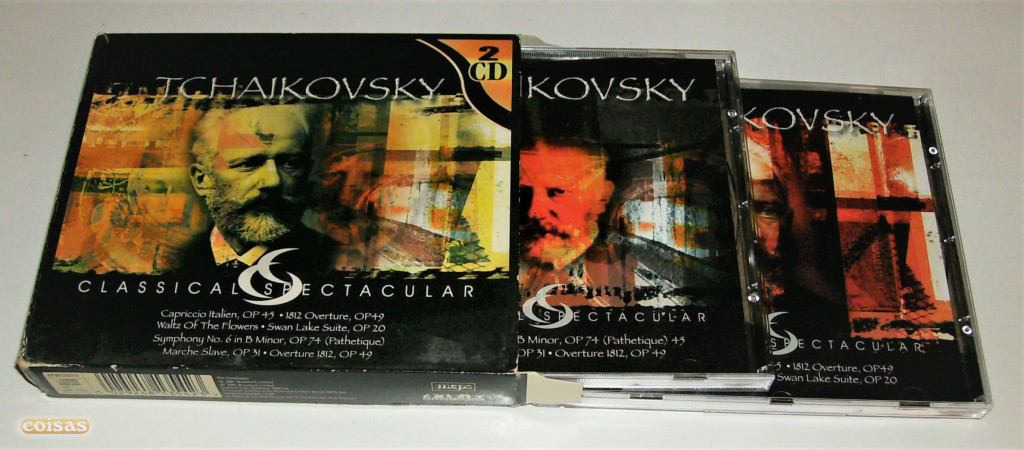 2
CD
TCHAIKOVSKY
CLASSICAL SPECTACULAR
Capriccio Italien, OP 45 • 1812 Overture, OP49
Waltz Of The Flowers • Swan Lake Suite, OP 20
Symphony No. 6 in B Minor, OP 74 (Pathetique)
Marche Slave, OP 31 • Overture 1812, OP 49
mcps
IKOVSKY
SPECTACULAR
B Minor, OP 74 (Pathetique) 45
OP 31 • Overture 1812, OP 49
KOVSKY
SPECTACULAR
5 • 1812 Overture, OP49
Swan Lake Suite, OP 20
coisas